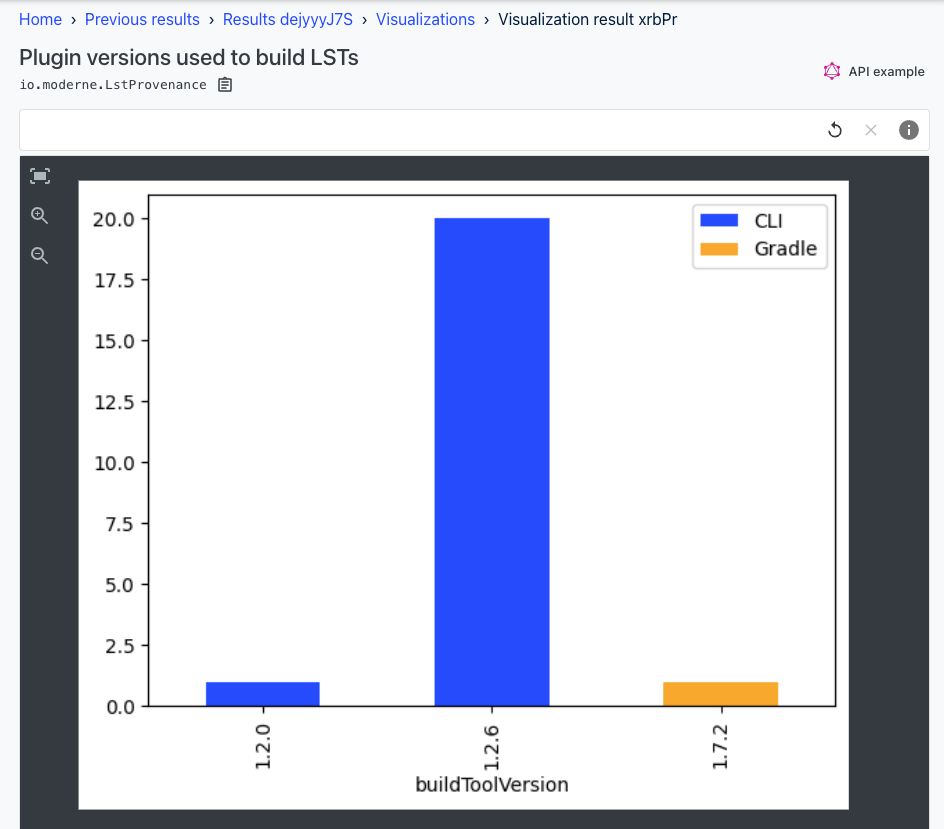 Home › Previous results › Results dejyyyJ7S › Visualizations › Visualization result xrbPr
Plugin versions used to build LSTs
io.moderne.LstProvenance
API example
CLI
Gradle
20.0
17.5
15.0
12.5
10.0
7.5
5.0
2.5
0.0
1.2.0
1.2.6
1.7.2
buildToolVersion